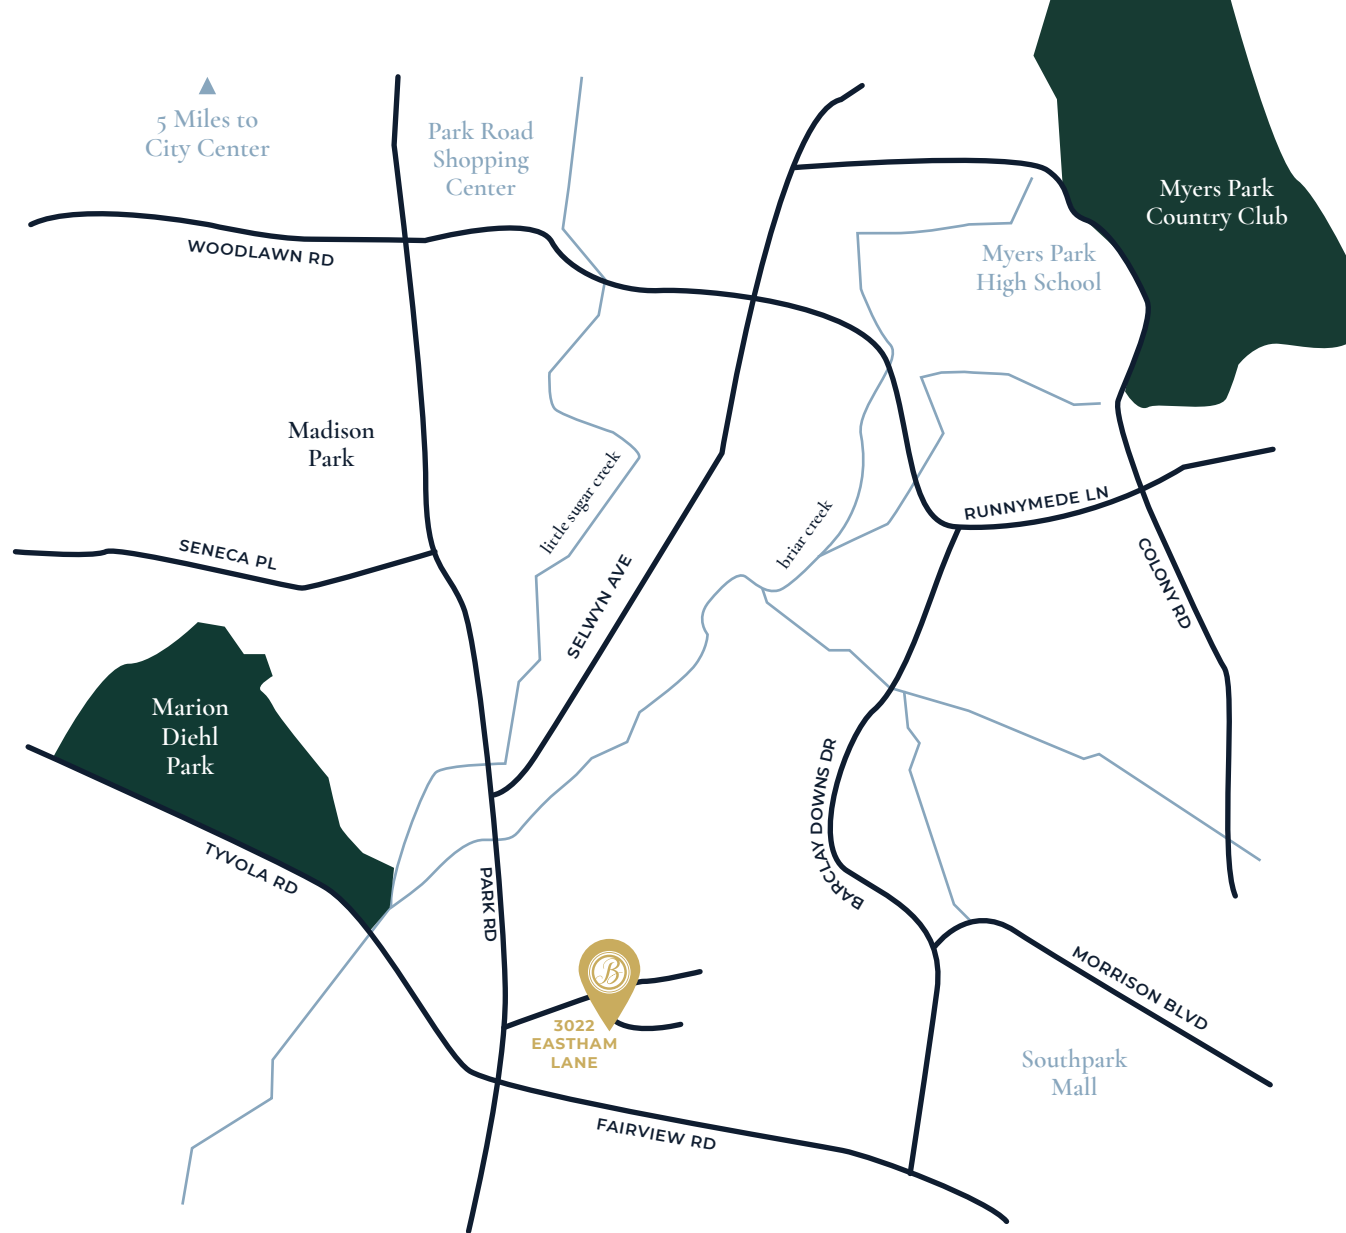 5 Miles to
City Center
Park Road
Shopping
Center
Myers Park
Country Club
WOODLAWN RD
Myers Park
High School
Madison
Park
little sugar creek
briar creek
RUNNYMEDE LN
SENECA PL
SELWYN AVE
COLONY RD
Marion
Diehl
Park
TYVOLA RD
BARCLAY DOWNS DR
PARK RD
B
3022
EASTHAM
LANE
MORRISON BLVD
Southpark
Mall
FAIRVIEW RD